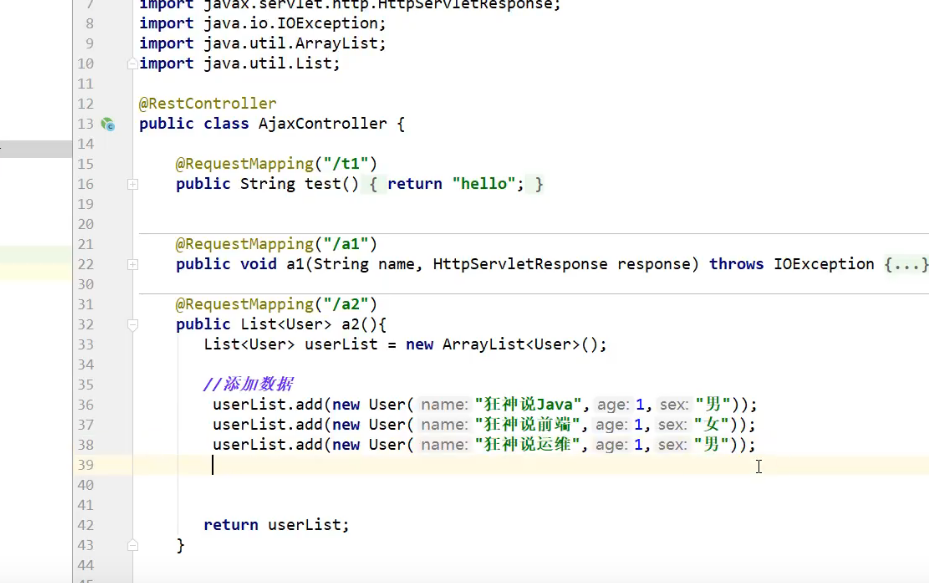 7 import javax.servlet.http.HttpServletResponse;
8 import java.io.IOException;
9 import java.util.ArrayList;
10 import java.util.List;
11
12 @RestController
13 public class AjaxController {
14
15 @RequestMapping("/t1")
16 public String test() { return "hello"; }
19
20
21 @RequestMapping("/a1")
22 public void a1(String name, HttpServletResponse response) throws IOException {...}
30
31 @RequestMapping("/a2")
32 public List<User> a2(){
33 List<User> userList = new ArrayList<User>();
34
35 //添加数据
36 userList.add(new User( name: "狂神说Java", age: 1, sex: "男"));
37 userList.add(new User( name: "狂神说前端", age: 1, sex: "女"));
38 userList.add(new User( name: "狂神说运维", age: 1, sex: "男"));
39
40
41
42 return userList;
43 }
44